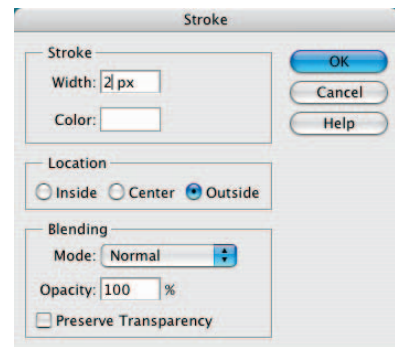 Stroke
Stroke
Width: 2 px
Color:
OK
Cancel
Help
Location
Inside Center Outside
Blending
Mode: Normal
Opacity: 100 %
Preserve Transparency